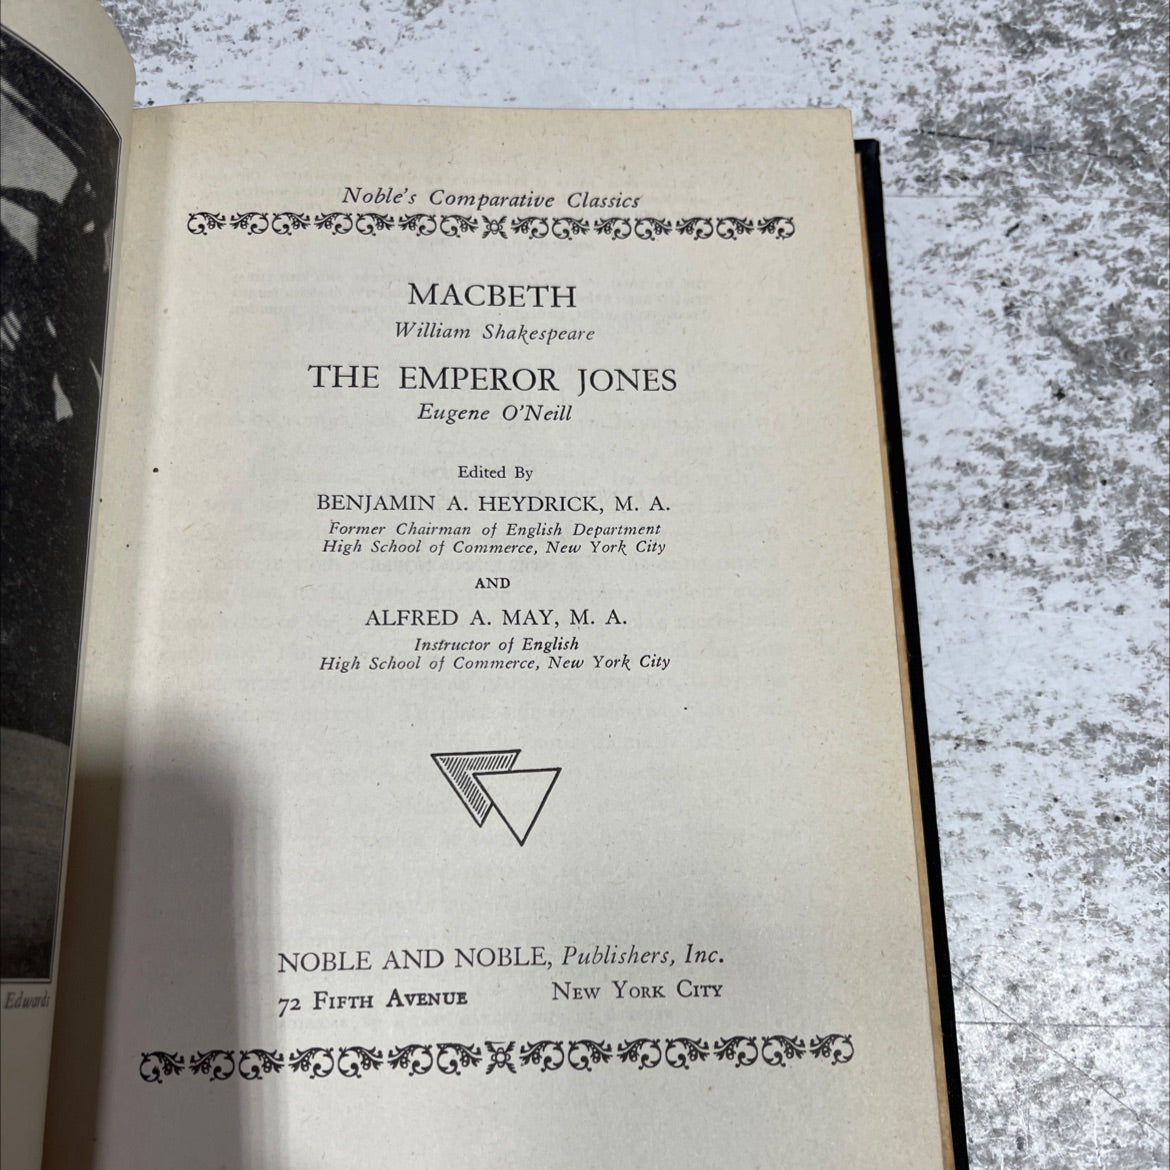 Noble's Comparative Classics
MACBETH
William Shakespeare
THE EMPEROR JONES
Eugene O'Neill
Edited By
BENJAMIN A. HEYDRICK, M. A.
Former Chairman of English Department
High School of Commerce, New York City
AND
ALFRED A. MAY, M. A.
Instructor of English
High School of Commerce, New York City
NOBLE AND NOBLE, Publishers, Inc.
72 FIFTH AVENUE NEW YORK CITY